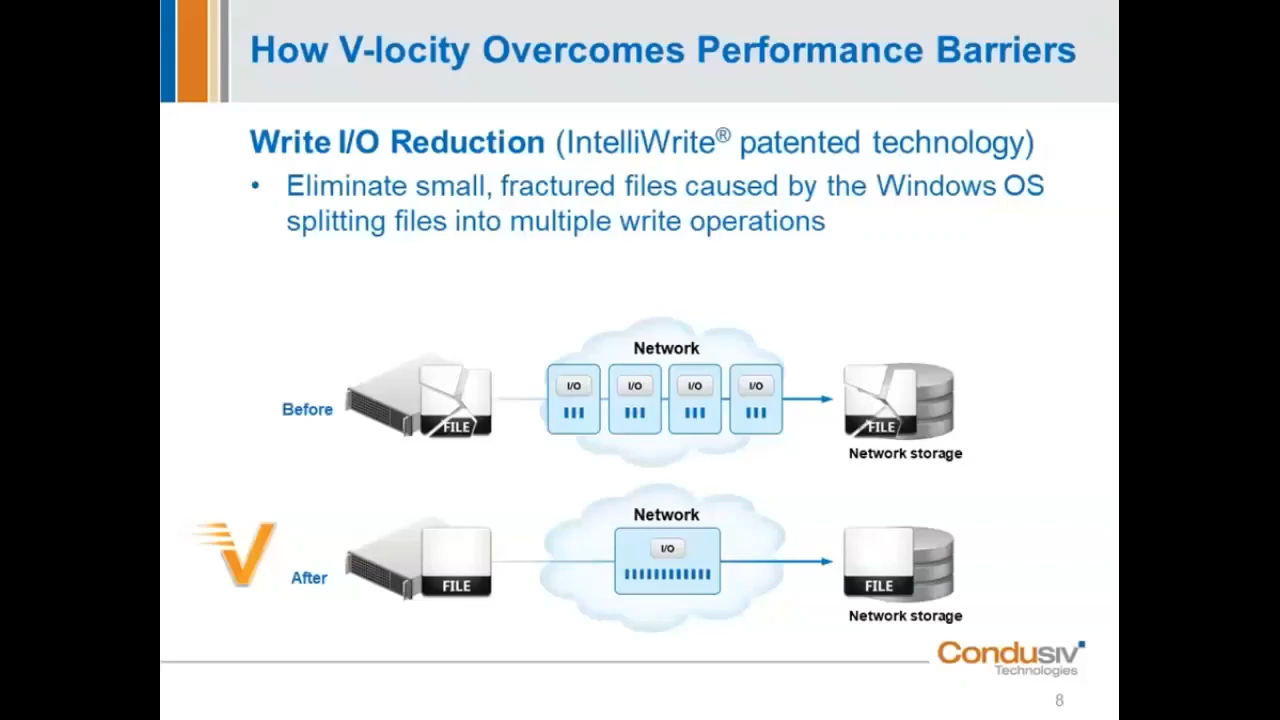 How V-locity Overcomes Performance Barriers
Write I/O Reduction (IntelliWrite® patented technology)
• Eliminate small, fractured files caused by the Windows OS
splitting files into multiple write operations
Network
I/O I/O I/O I/O
Before
FILE
FILE
Network storage
Network
I/O
V
After
FILE
FILE
Network storage
Condusiv
Technologies
8